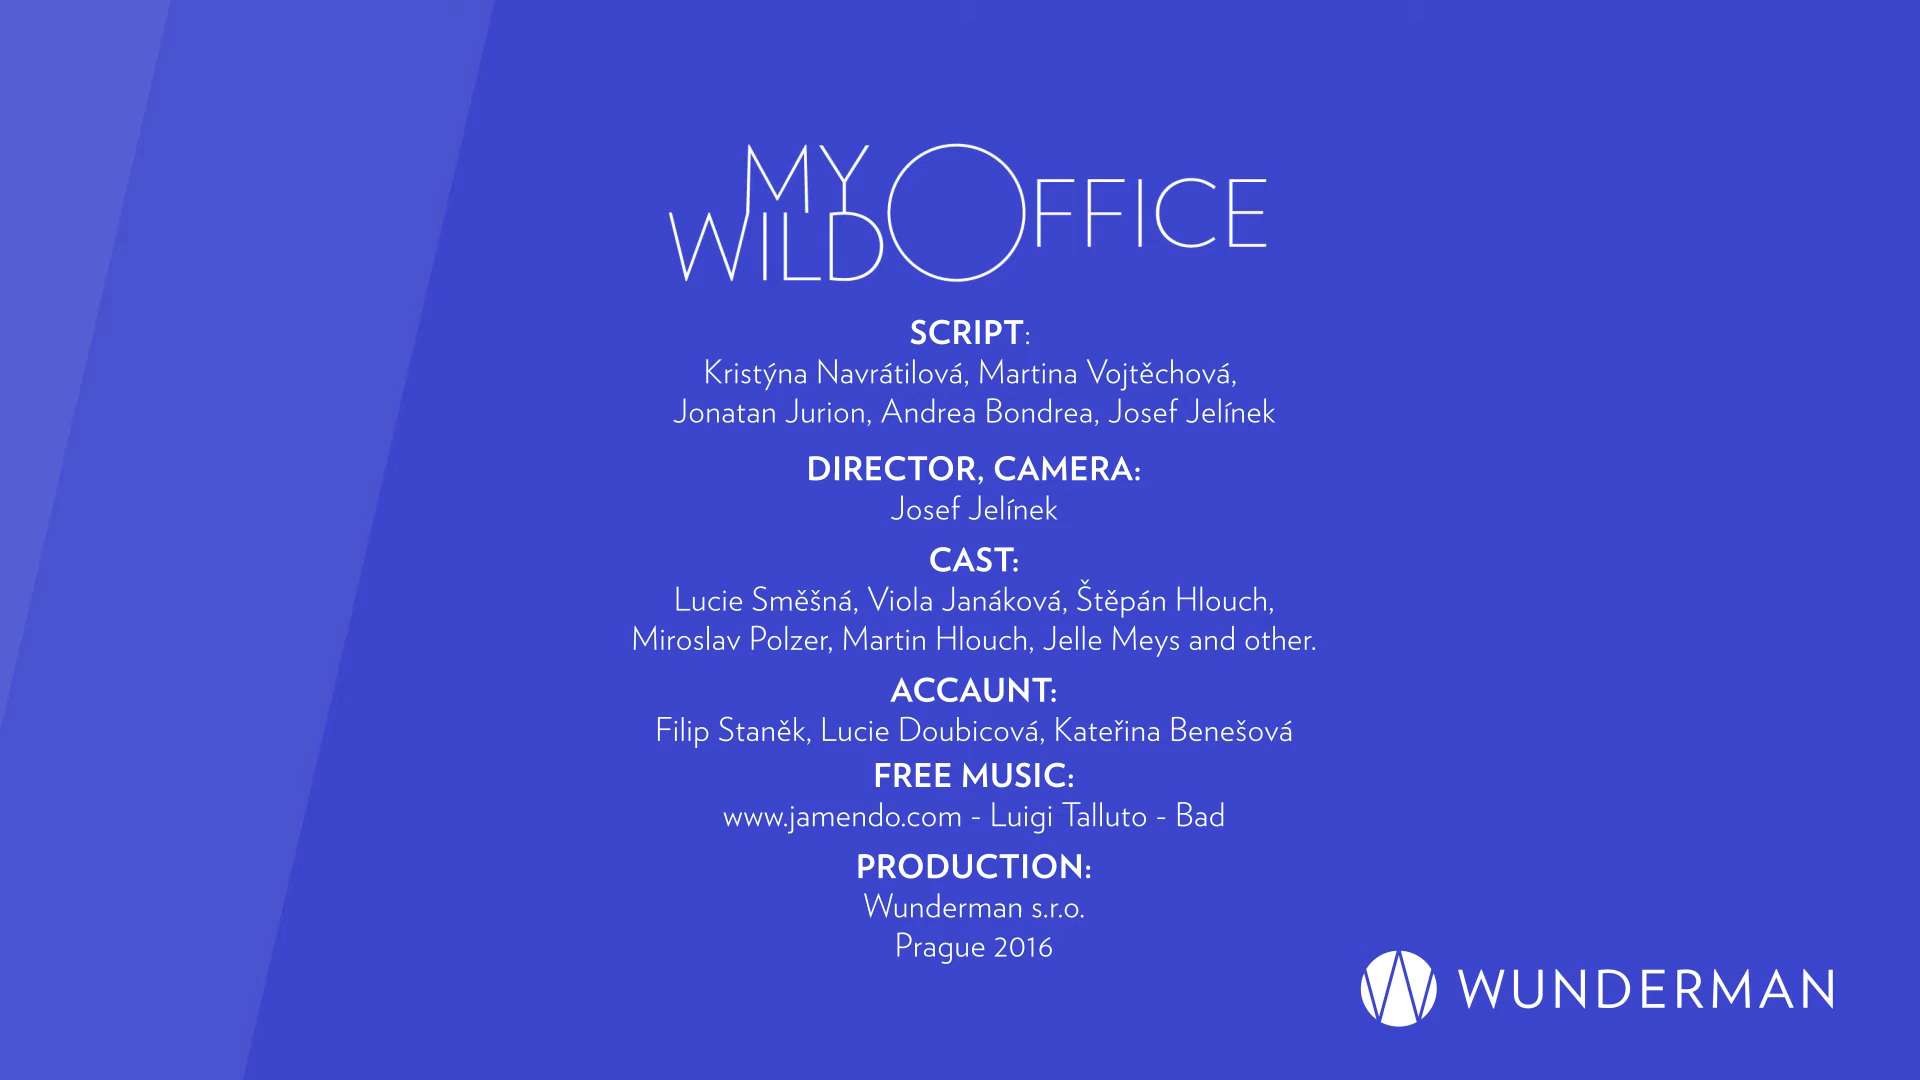 MY
WILD OFFICE
SCRIPT:
Kristýna Navrátilová, Martina Vojtěchová,
Jonatan Jurion, Andrea Bondrea, Josef Jelínek
DIRECTOR, CAMERA:
Josef Jelínek
CAST:
Lucie Směšná, Viola Janáková, Štěpán Hlouch,
Miroslav Polzer, Martin Hlouch, Jelle Meys and other.
ACCAUNT:
Filip Staněk, Lucie Doubicová, Kateřina Benešová
FREE MUSIC:
www.jamendo.com - Luigi Talluto - Bad
PRODUCTION:
Wunderman s.r.o.
Prague 2016
WUNDERMAN